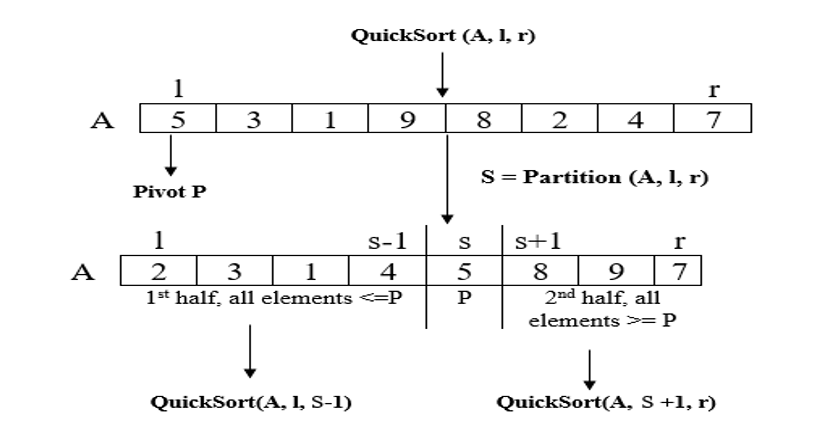 QuickSort (A, l, r)
l r
A 5 3 1 9 8 2 4 7
Pivot P
S = Partition (A, l, r)
l s-1 s s+1 r
A 2 3 1 4 5 8 9 7
1st half, all elements <=P P 2nd half, all
elements >= P
QuickSort(A, l, S-1) QuickSort(A, S +1, r)